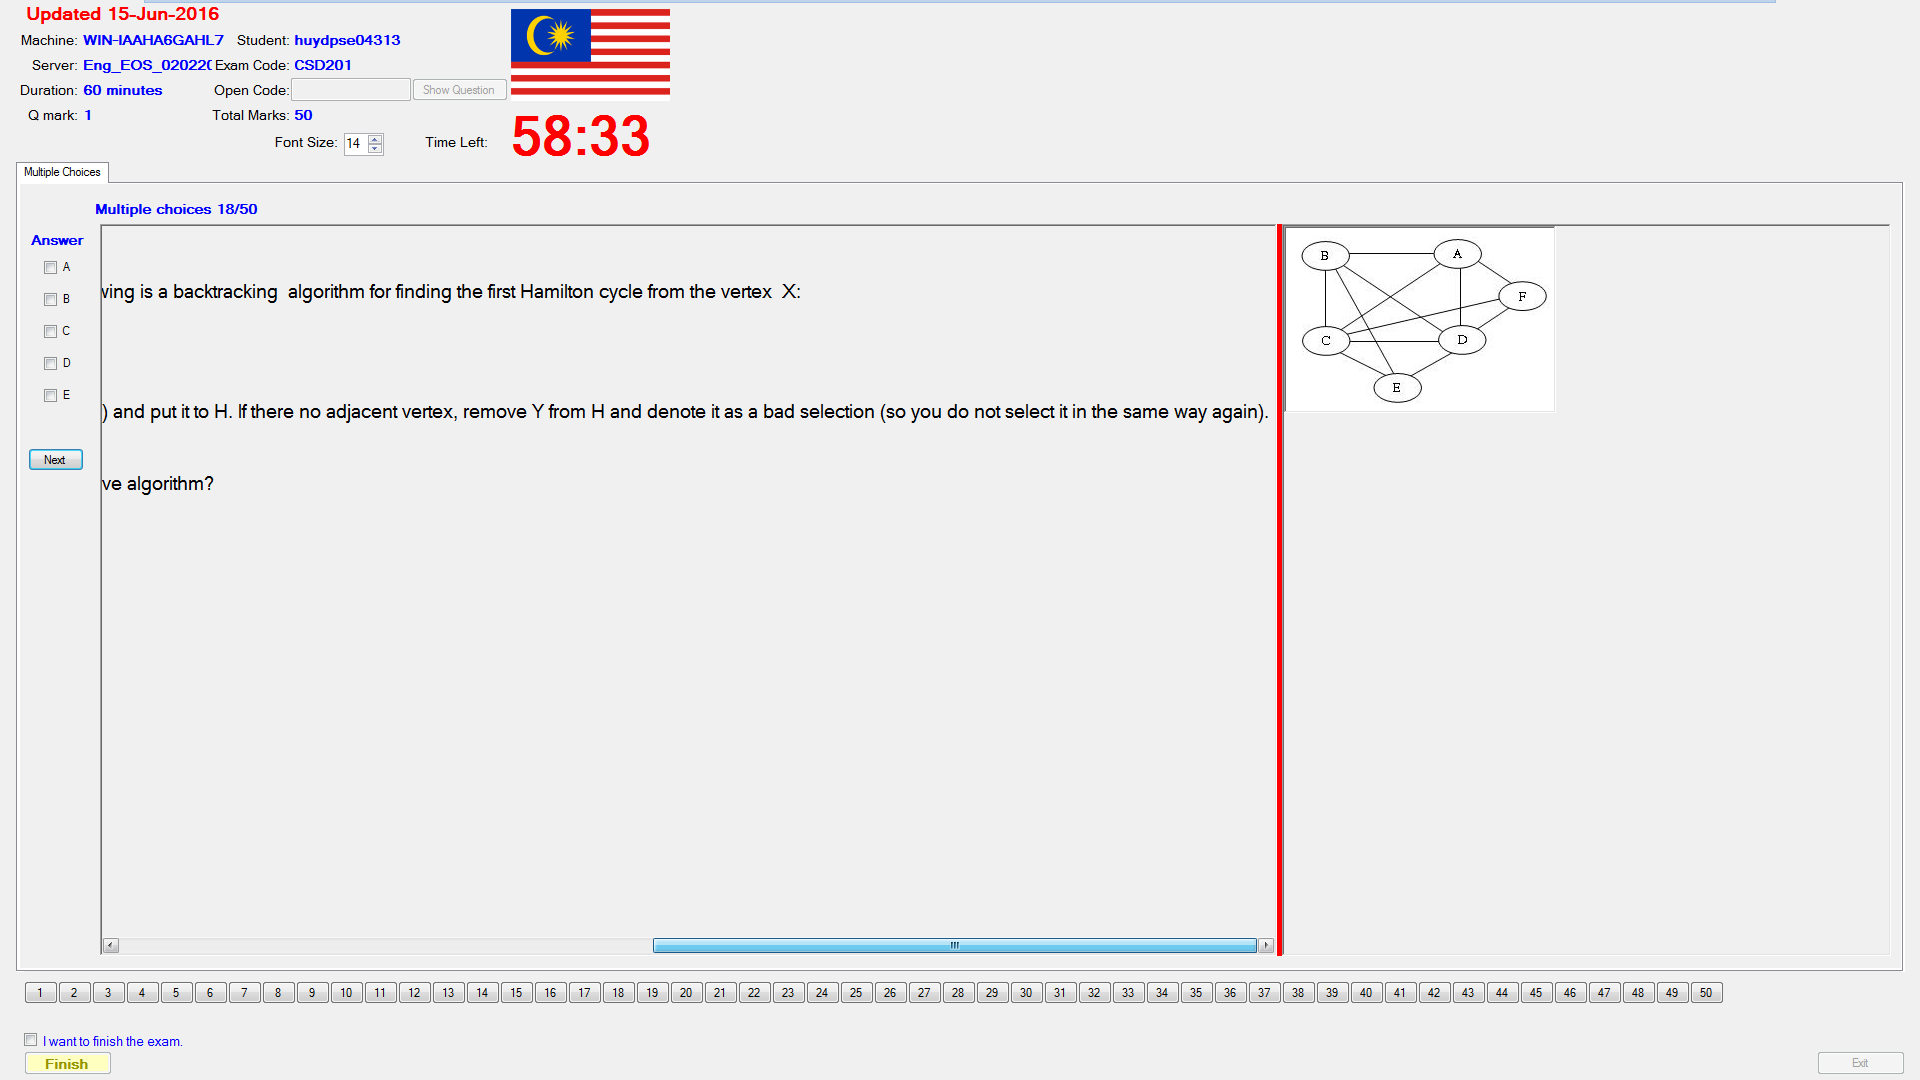 Updated 15-Jun-2016
Machine: WIN-IAAHA6GAHL7 Student: huydpse04313
Server: Eng_EOS_020220 Exam Code: CSD201
Duration: 60 minutes Open Code: Show Question
Q mark: 1 Total Marks: 50
Font Size: 14 Time Left: 58:33
Multiple Choices
Multiple choices 18/50
Answer
A
B
C
D
E
Next
wing is a backtracking algorithm for finding the first Hamilton cycle from the vertex X:
) and put it to H. If there no adjacent vertex, remove Y from H and denote it as a bad selection (so you do not select it in the same way again).
ve algorithm?
B A
F
C D
E
1 2 3 4 5 6 7 8 9 10 11 12 13 14 15 16 17 18 19 20 21 22 23 24 25 26 27 28 29 30 31 32 33 34 35 36 37 38 39 40 41 42 43 44 45 46 47 48 49 50
I want to finish the exam.
Finish Exit